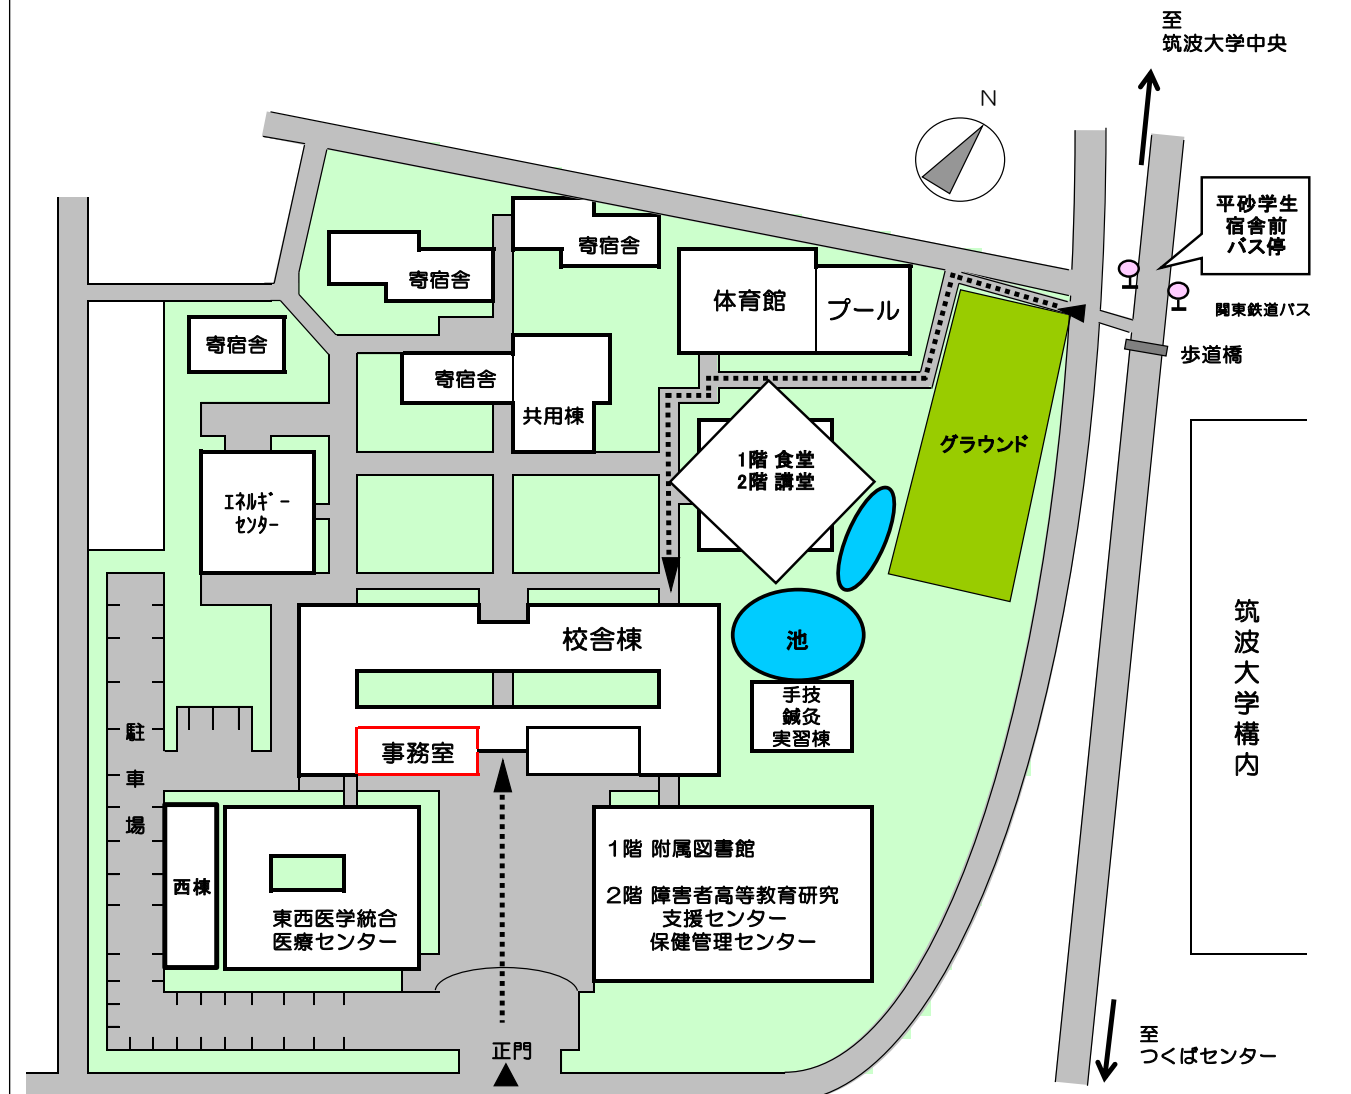 至
筑波大学中央
N
平砂学生
宿舎前
バス停
関東鉄道バス
歩道橋
寄宿舎
寄宿舎
体育館
プール
寄宿舎
寄宿舎
共用棟
グラウンド
1階 食堂
2階 講堂
エネルギー
センター
校舎棟
池
手技
鍼灸
実習棟
筑波大学構内
事務室
駐車場
西棟
東西医学統合
医療センター
1階 附属図書館
2階 障害者高等教育研究
支援センター
保健管理センター
正門
至
つくばセンター